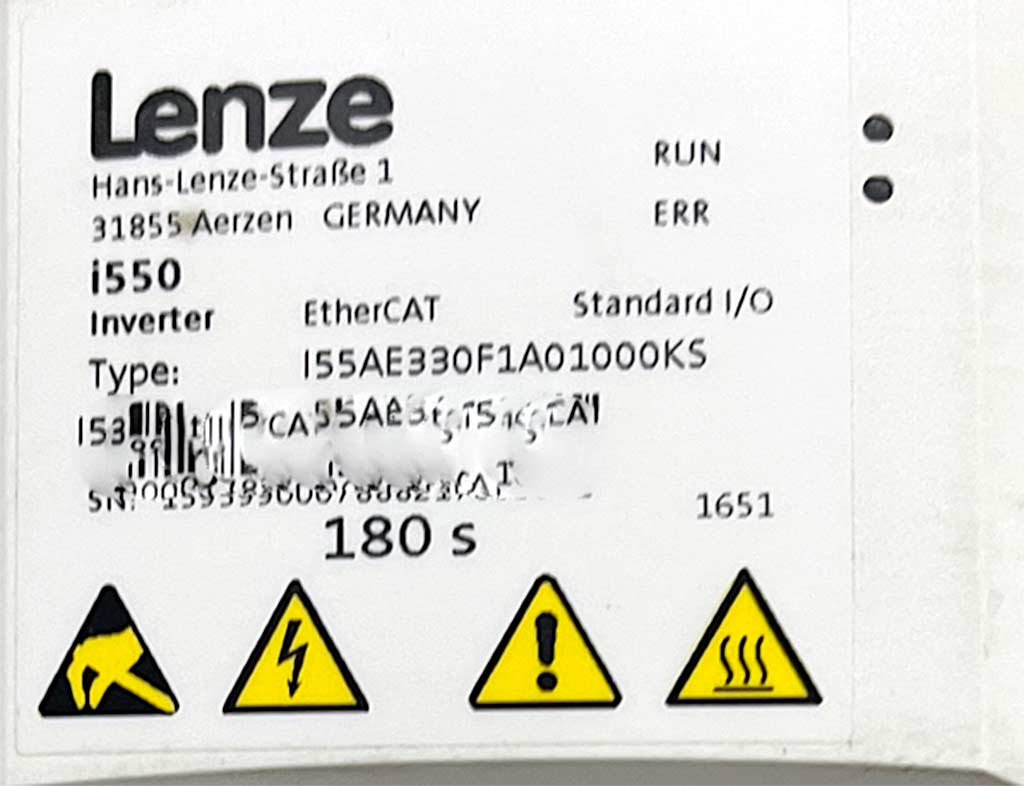 Lenze
Hans-Lenze-Straße 1
RUN
31855 Aerzen GERMANY
ERR
i550
Inverter EtherCAT Standard I/O
Type: I55AE330F1A01000KS
1651
180 s